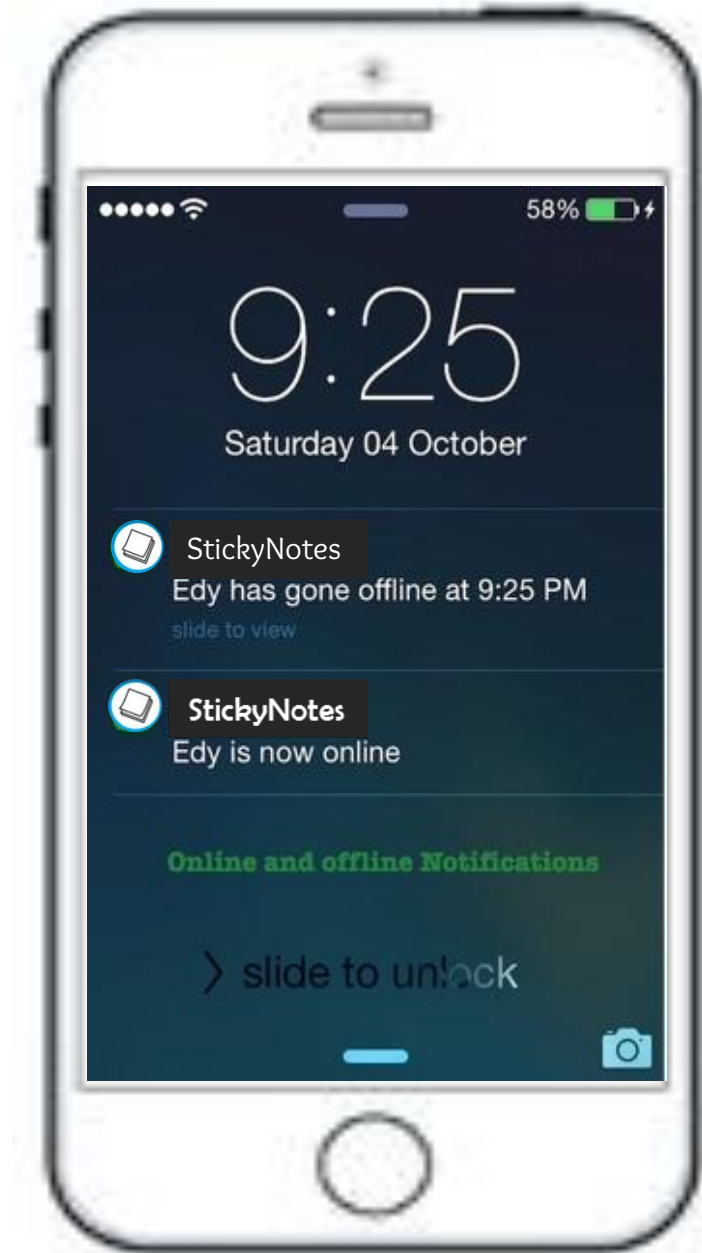 58%
9:25
Saturday 04 October
StickyNotes
Edy has gone offline at 9:25 PM
slide to view
StickyNotes
Edy is now online
Online and offline Notifications
> slide to unlock